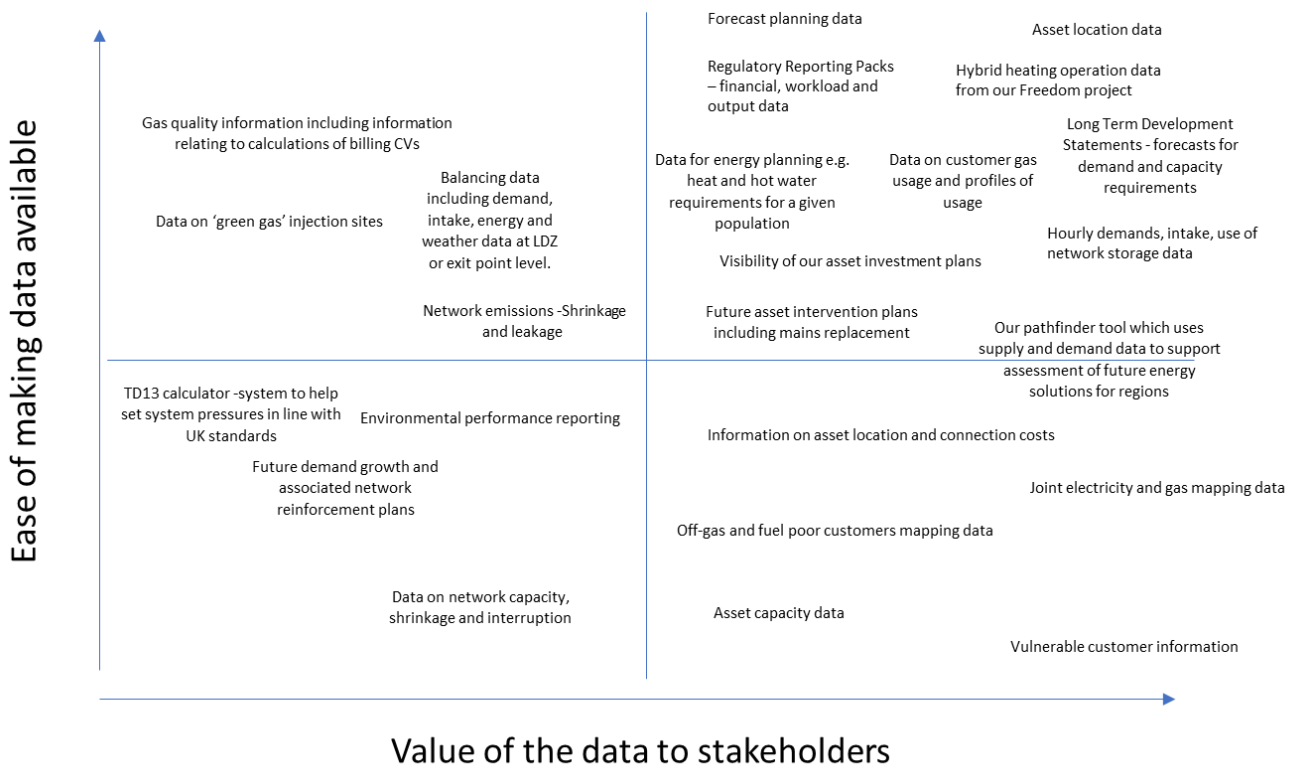 Ease of making data available
Forecast planning data
Asset location data
Regulatory Reporting Packs
– financial, workload and
output data
Hybrid heating operation data
from our Freedom project
Gas quality information including information
relating to calculations of billing CVs
Long Term Development
Statements - forecasts for
demand and capacity
requirements
Data for energy planning e.g.
heat and hot water
requirements for a given
population
Data on customer gas
usage and profiles of
usage
Balancing data
including demand,
intake, energy and
weather data at LDZ
or exit point level.
Data on ‘green gas’ injection sites
Hourly demands, intake, use of
network storage data
Visibility of our asset investment plans
Network emissions -Shrinkage
and leakage
Future asset intervention plans
including mains replacement
Our pathfinder tool which uses
supply and demand data to support
assessment of future energy
solutions for regions
TD13 calculator -system to help
set system pressures in line with
UK standards
Environmental performance reporting
Information on asset location and connection costs
Future demand growth and
associated network
reinforcement plans
Joint electricity and gas mapping data
Off-gas and fuel poor customers mapping data
Data on network capacity,
shrinkage and interruption
Asset capacity data
Vulnerable customer information
Value of the data to stakeholders